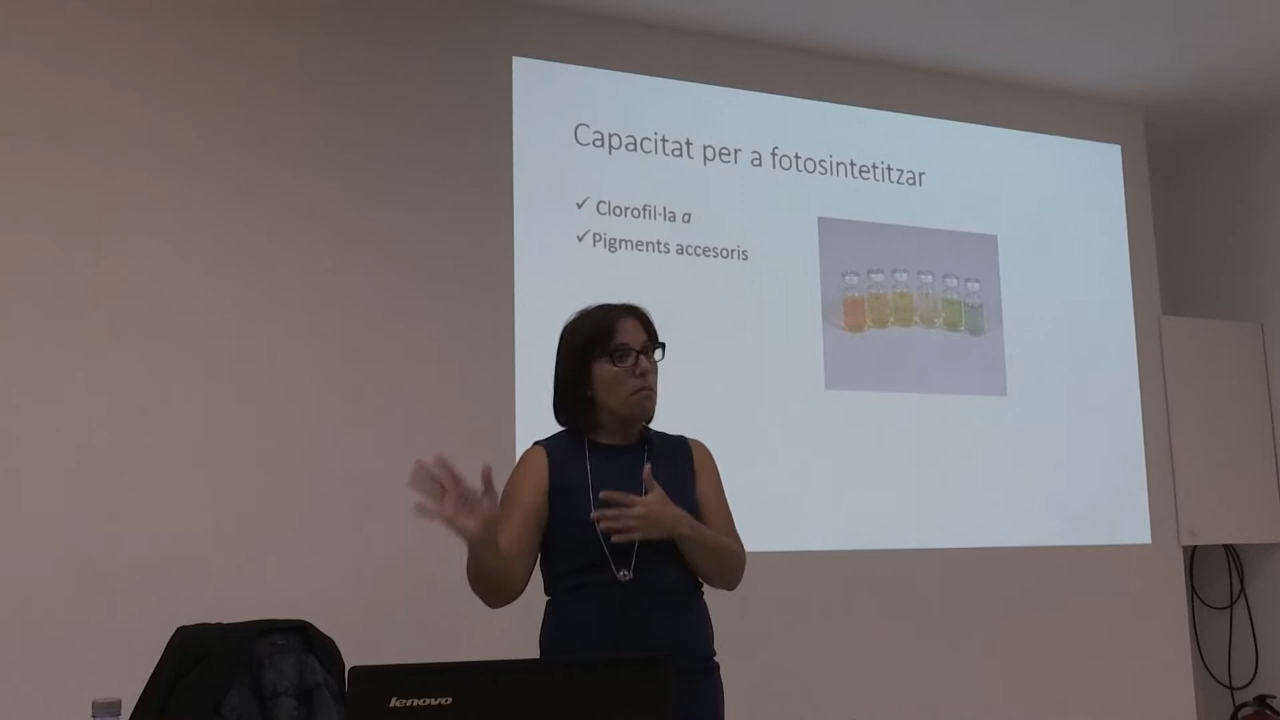 Capacitat per a fotosintetitzar
✓ Clorofil·la a
✓Pigments accesoris
lenovo